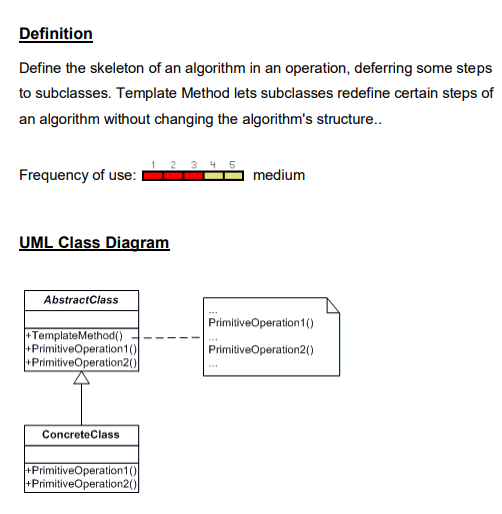 Definition
Define the skeleton of an algorithm in an operation, deferring some steps
to subclasses. Template Method lets subclasses redefine certain steps of
an algorithm without changing the algorithm's structure..
1 2 3 4 5
Frequency of use: medium
UML Class Diagram
AbstractClass
+TemplateMethod()
+PrimitiveOperation1()
+PrimitiveOperation2()
...
PrimitiveOperation1()
...
PrimitiveOperation2()
...
ConcreteClass
+PrimitiveOperation1()
+PrimitiveOperation2()